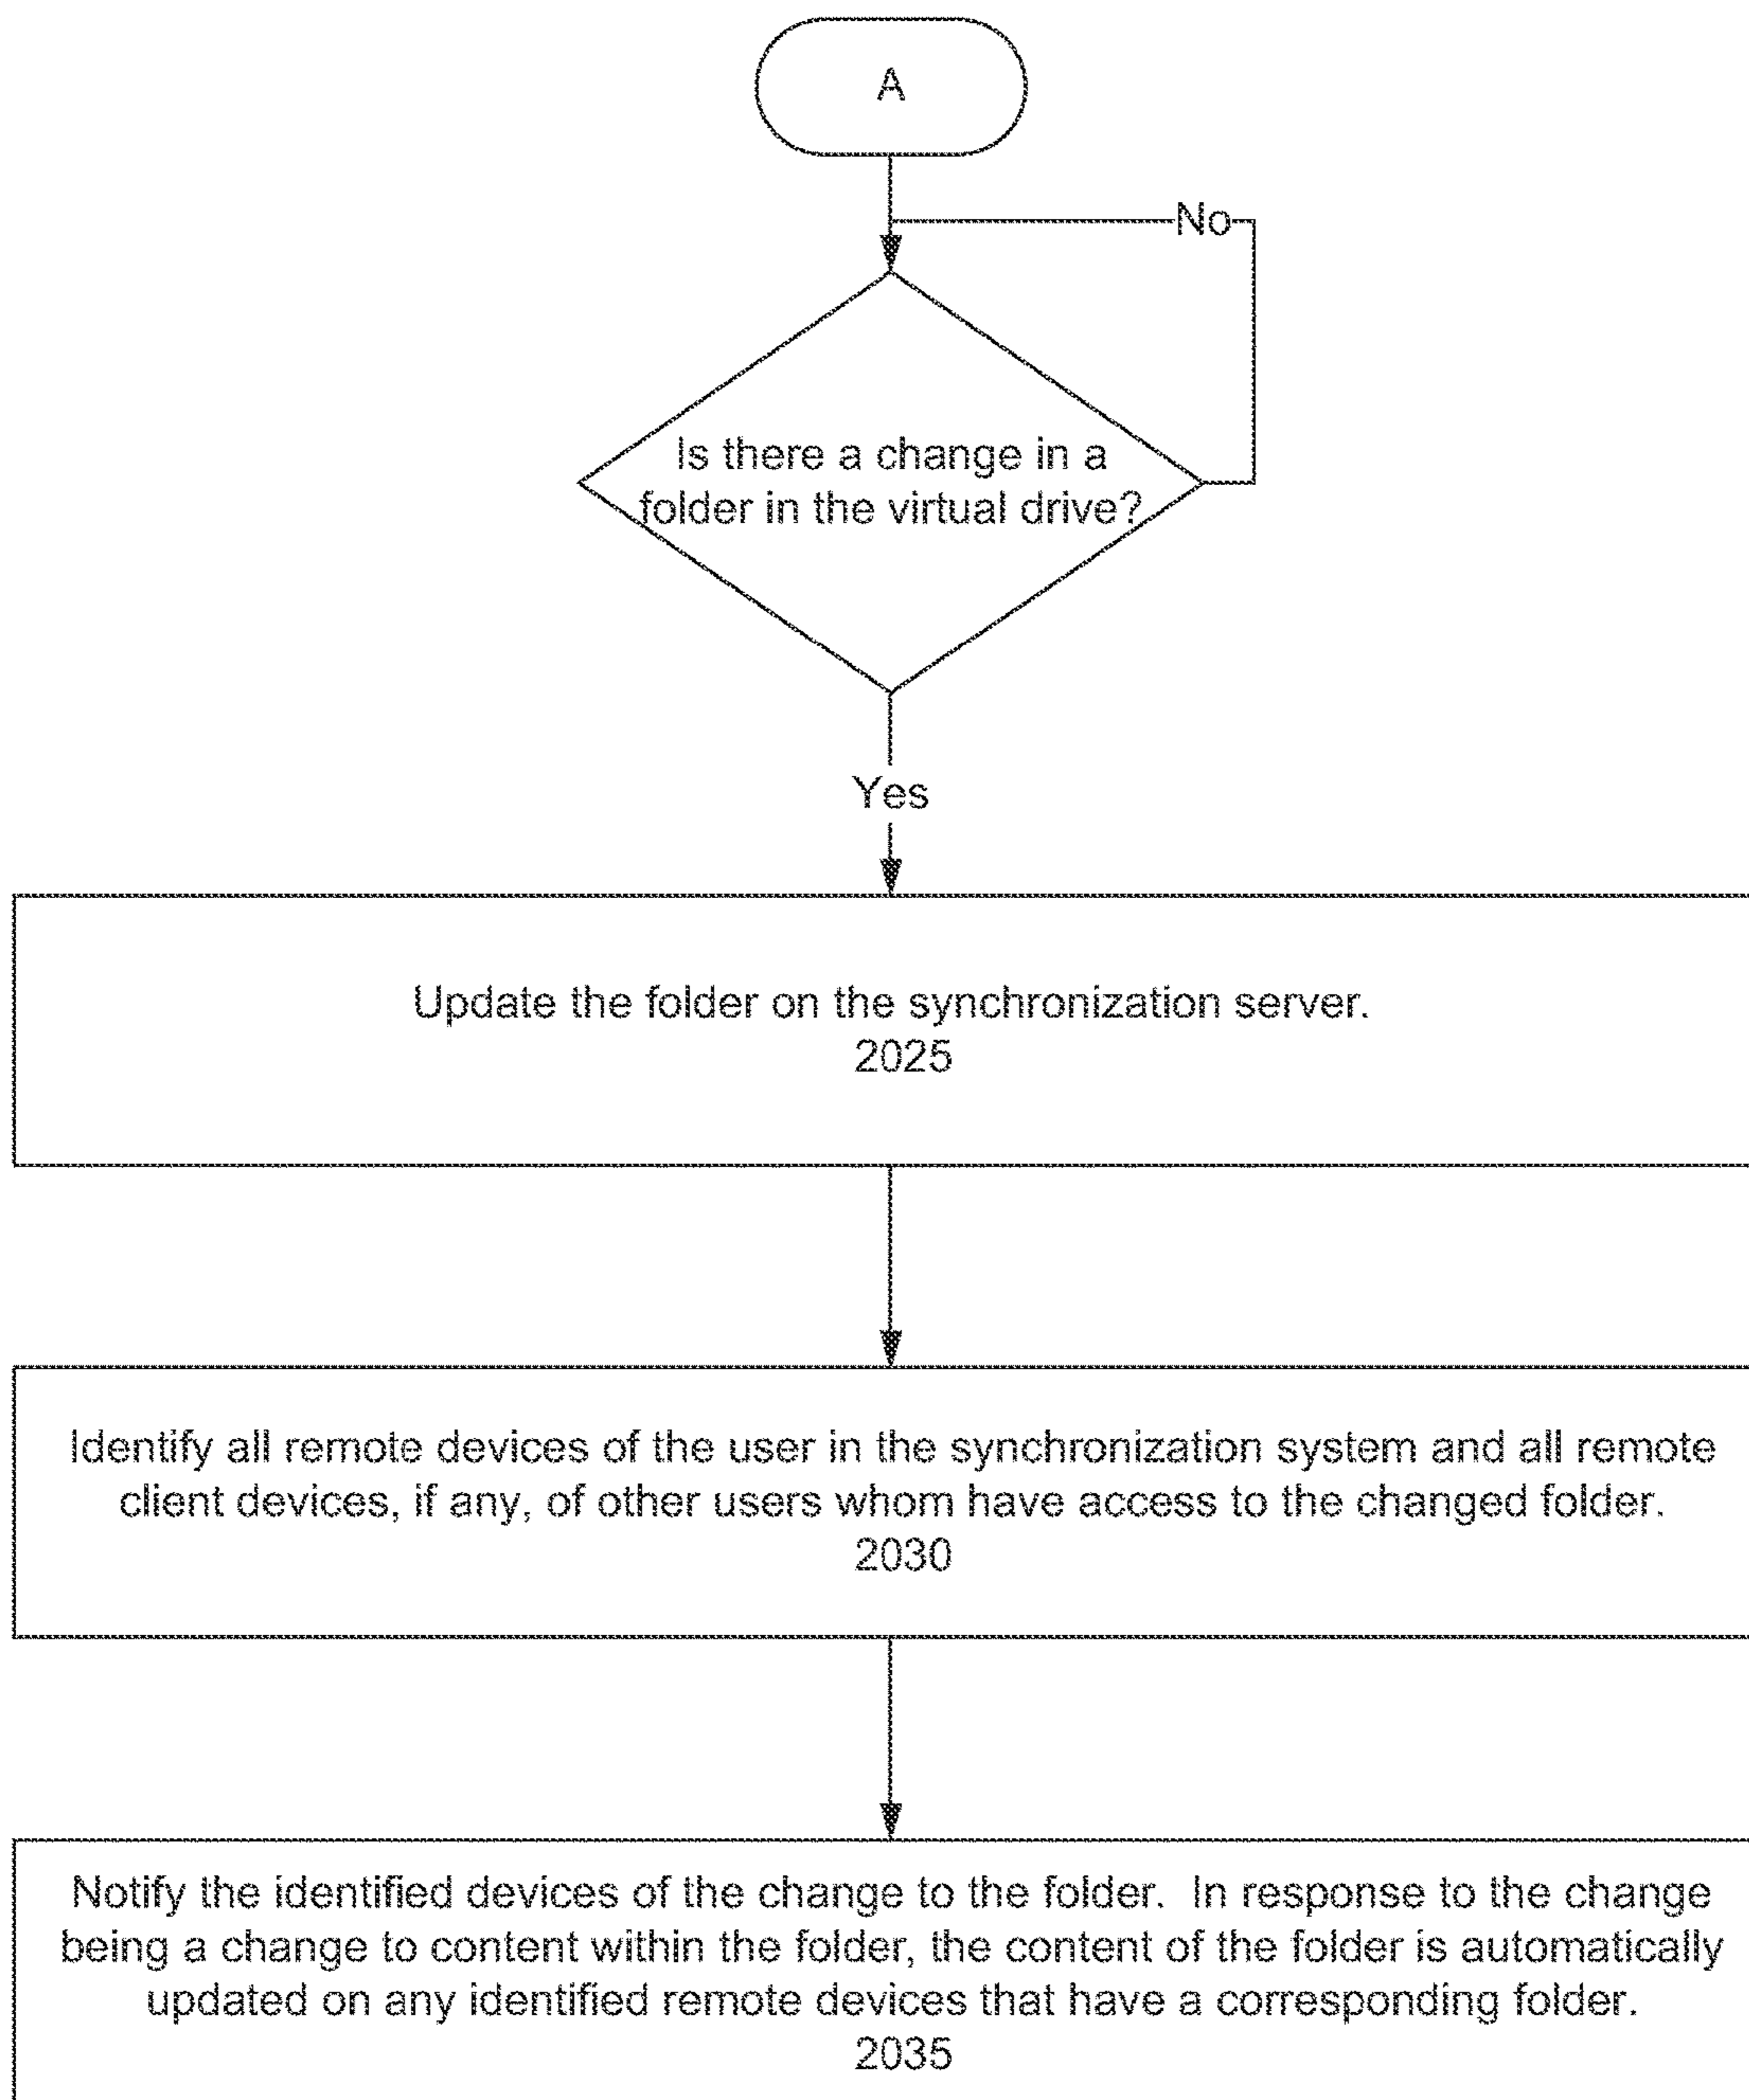 A
No
Is there a change in a
folder in the virtual drive?
Yes
Update the folder on the synchronization server.
2025
Identify all remote devices of the user in the synchronization system and all remote
client devices, if any, of other users whom have access to the changed folder.
2030
Notify the identified devices of the change to the folder.  In response to the change
being a change to content within the folder, the content of the folder is automatically
updated on any identified remote devices that have a corresponding folder.
2035